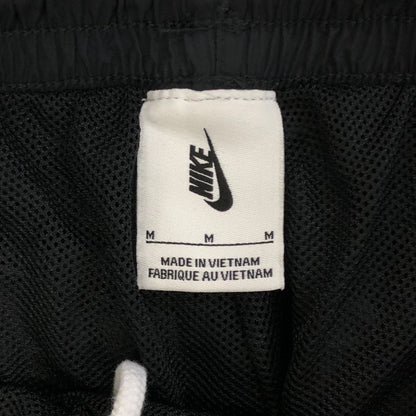 NIKE
M M M
MADE IN VIETNAM
FABRIQUE AU VIETNAM